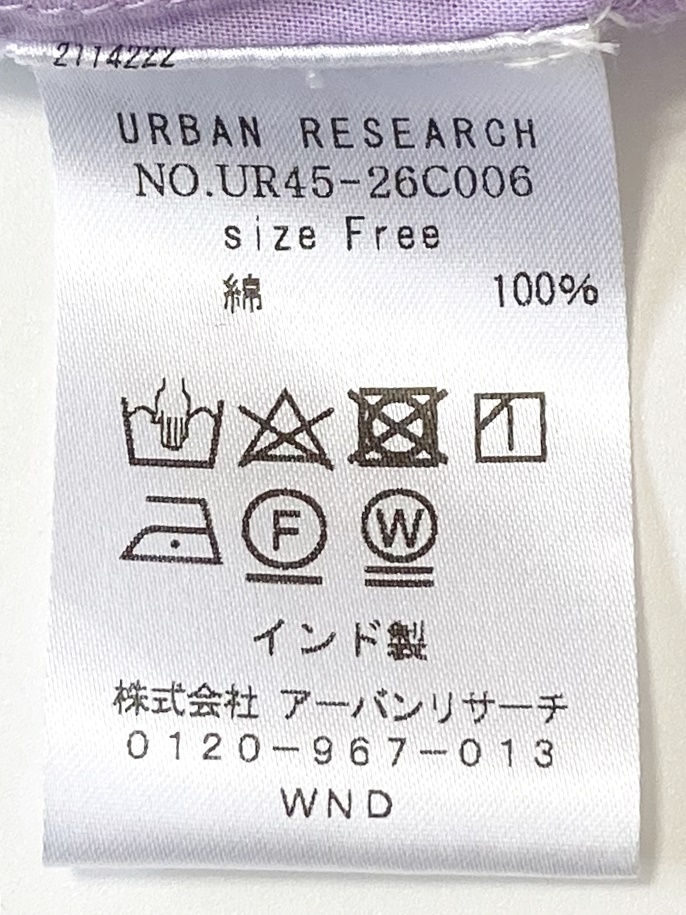 2114222
URBAN RESEARCH
NO.UR45-26C006
size Free
綿 100%
F W
インド製
株式会社 アーバンリサーチ
0120-967-013
WND